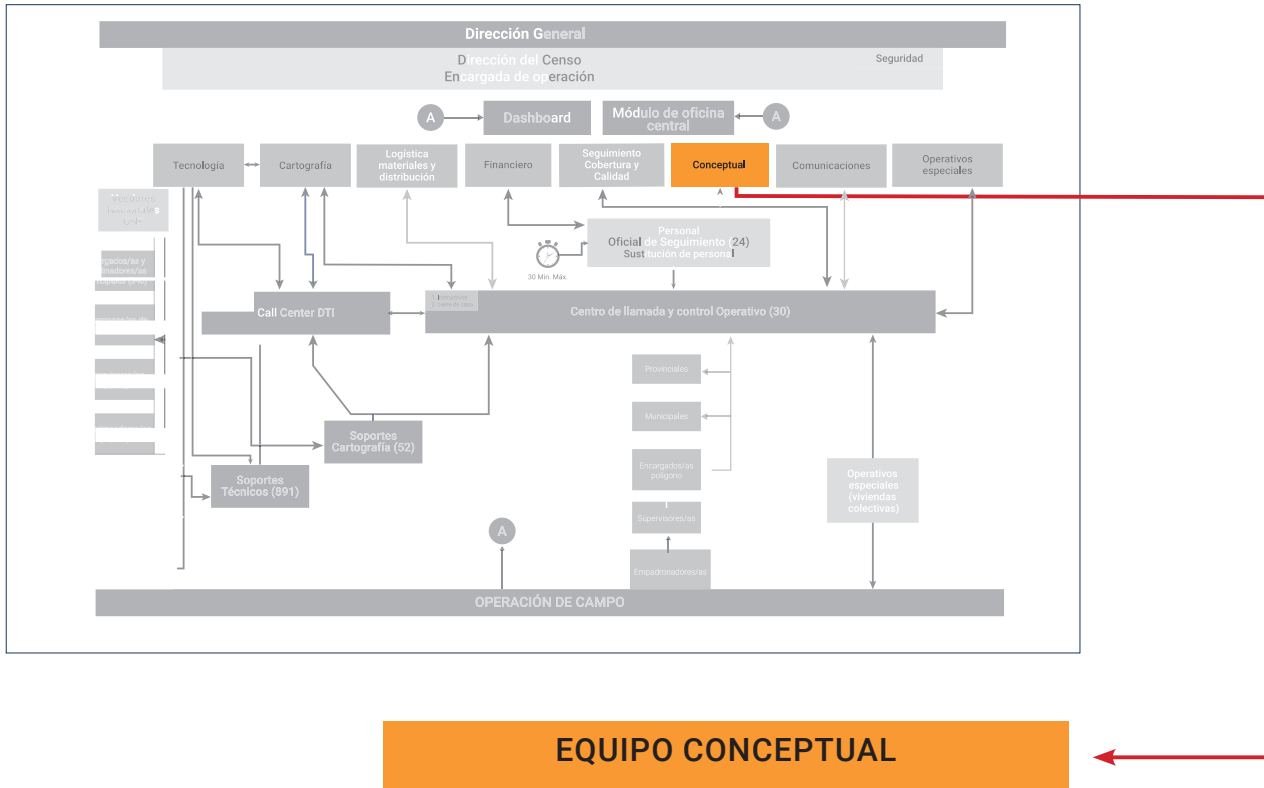 Dirección General
Dirección del Censo
Encargada de operación
Seguridad
A
Dashboard
Módulo de oficina
central
A
Tecnología
Cartografía
Logística
materiales y
distribución
Financiero
Seguimiento
Cobertura y
Calidad
Conceptual
Comunicaciones
Operativos
especiales
Personal
Oficial de Seguimiento (24)
Sustitución de personal
30 Min. Máx.
Call Center DTI
Centro de llamada y control Operativo (30)
Provinciales
Municipales
Soportes
Cartografía (52)
Encargados/as
polígono
Soportes
Técnicos (891)
Operativos
especiales
(viviendas
colectivas)
Supervisores/as
A
Empadronadores/as
OPERACIÓN DE CAMPO
EQUIPO CONCEPTUAL